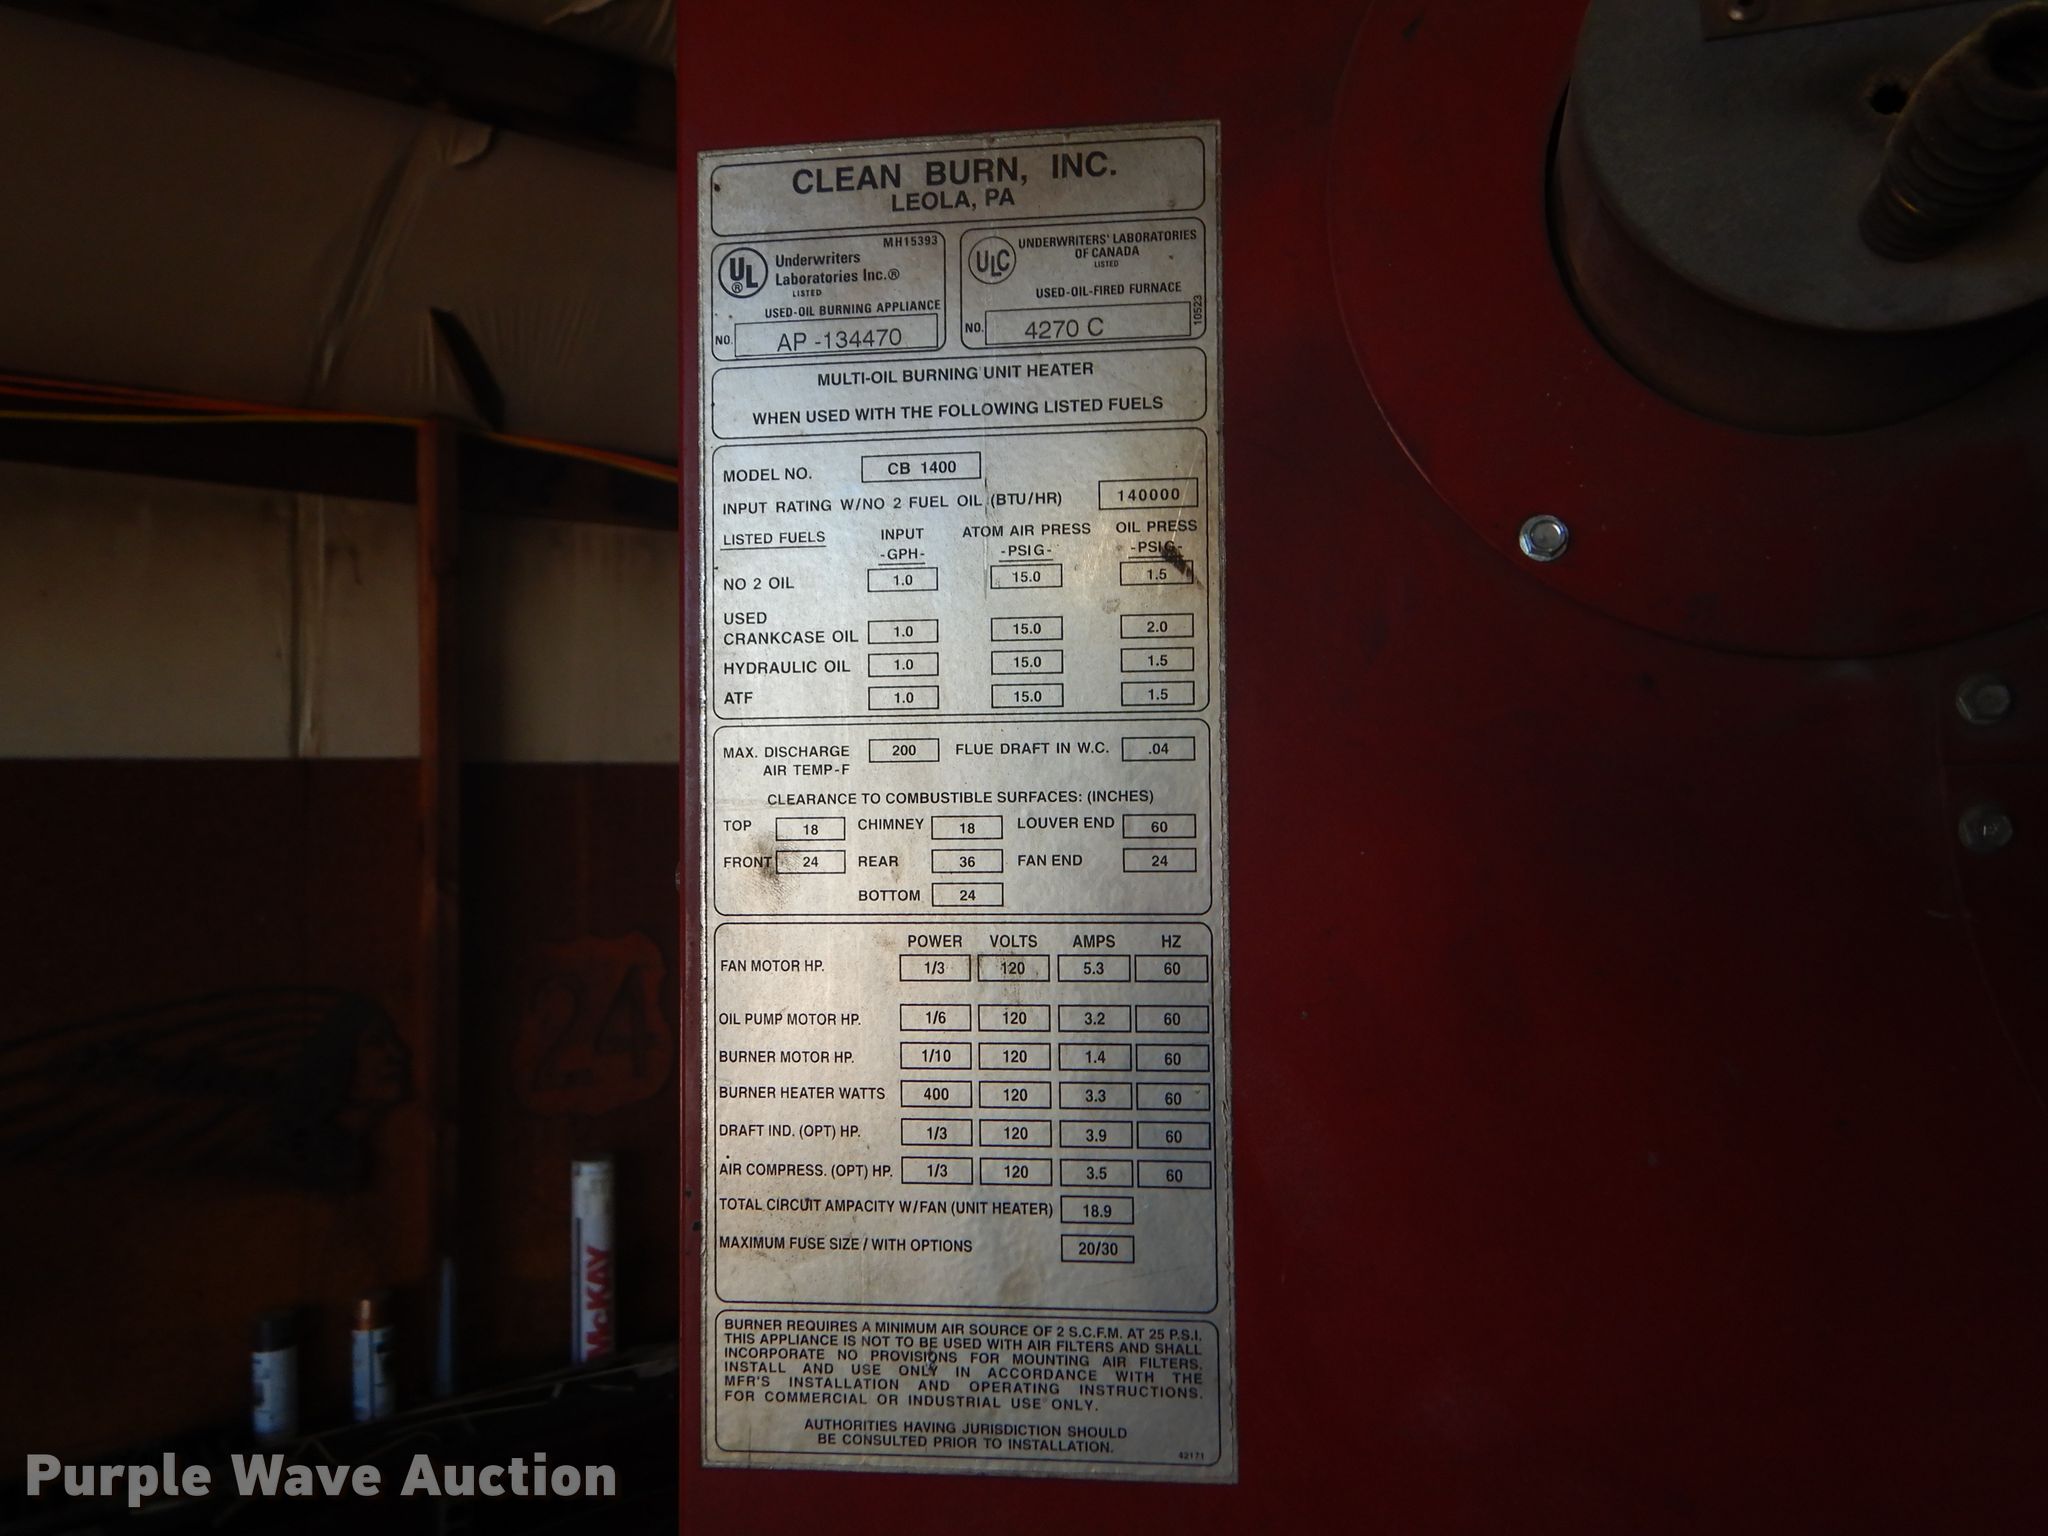 CLEAN BURN, INC.
LEOLA, PA
MH15393
UL ® Underwriters
Laboratories Inc.®
LISTED
USED-OIL BURNING APPLIANCE
NO. AP -134470
ULC UNDERWRITERS' LABORATORIES
OF CANADA
LISTED
USED-OIL-FIRED FURNACE
NO. 4270 C
10523
MULTI-OIL BURNING UNIT HEATER
WHEN USED WITH THE FOLLOWING LISTED FUELS
MODEL NO. CB 1400
INPUT RATING W/NO 2 FUEL OIL (BTU/HR) 140000
LISTED FUELS INPUT ATOM AIR PRESS OIL PRESS
-GPH- -PSIG- -PSIG-
NO 2 OIL 1.0 15.0 1.5
USED
CRANKCASE OIL 1.0 15.0 2.0
HYDRAULIC OIL 1.0 15.0 1.5
ATF 1.0 15.0 1.5
MAX. DISCHARGE 200 FLUE DRAFT IN W.C. .04
AIR TEMP-F
CLEARANCE TO COMBUSTIBLE SURFACES: (INCHES)
TOP 18 CHIMNEY 18 LOUVER END 60
FRONT 24 REAR 36 FAN END 24
BOTTOM 24
POWER VOLTS AMPS HZ
FAN MOTOR HP. 1/3 120 5.3 60
OIL PUMP MOTOR HP. 1/6 120 3.2 60
BURNER MOTOR HP. 1/10 120 1.4 60
BURNER HEATER WATTS 400 120 3.3 60
DRAFT IND. (OPT) HP. 1/3 120 3.9 60
AIR COMPRESS. (OPT) HP. 1/3 120 3.5 60
TOTAL CIRCUIT AMPACITY W/FAN (UNIT HEATER) 18.9
MAXIMUM FUSE SIZE / WITH OPTIONS 20/30
BURNER REQUIRES A MINIMUM AIR SOURCE OF 2 S.C.F.M. AT 25 P.S.I.
THIS APPLIANCE IS NOT TO BE USED WITH AIR FILTERS AND SHALL
INCORPORATE NO PROVISIONS FOR MOUNTING AIR FILTERS.
INSTALL AND USE ONLY IN ACCORDANCE WITH THE
MFR'S INSTALLATION AND OPERATING INSTRUCTIONS.
FOR COMMERCIAL OR INDUSTRIAL USE ONLY.
AUTHORITIES HAVING JURISDICTION SHOULD
BE CONSULTED PRIOR TO INSTALLATION.
42171
24
McKAY
Purple Wave Auction